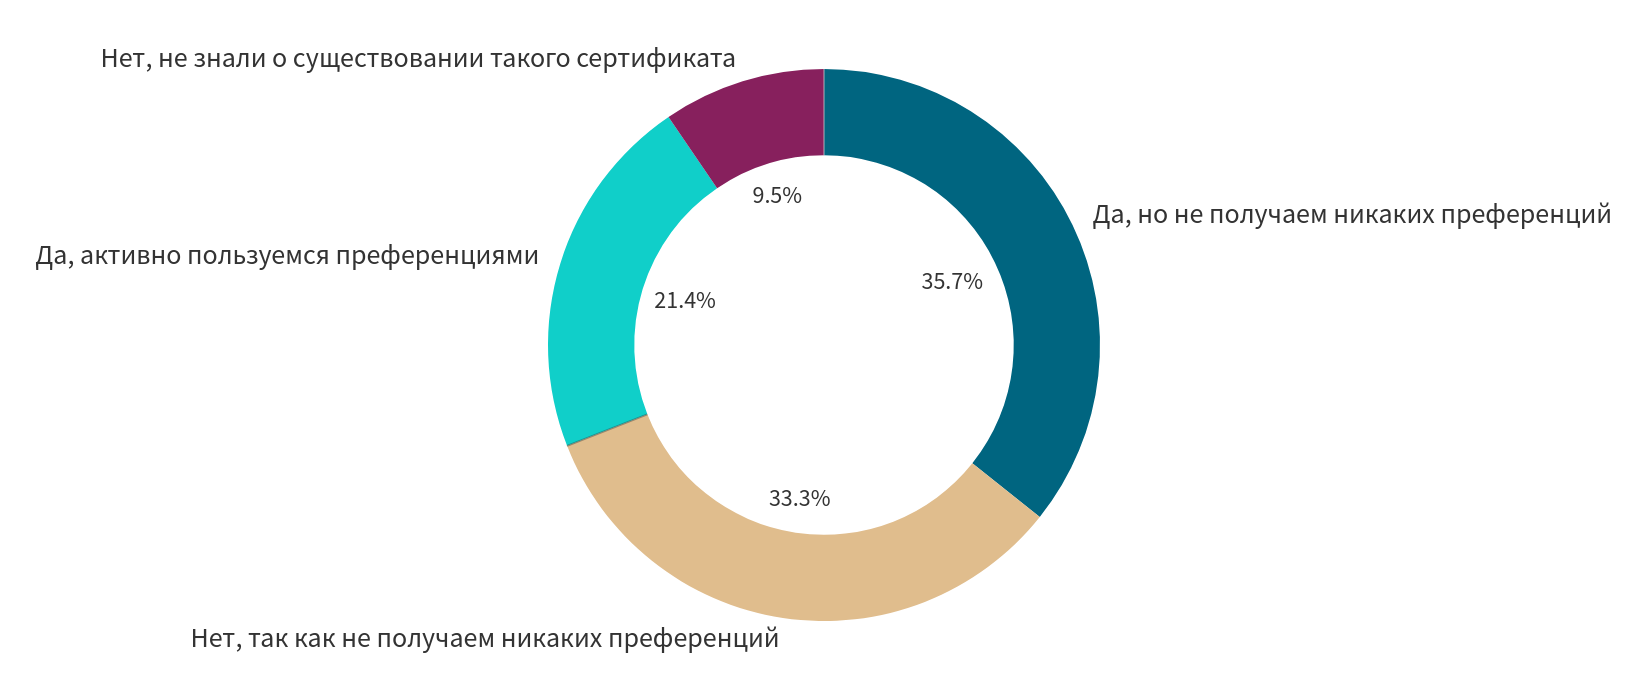 Нет, не знали о существовании такого сертификата
9.5%
Да, но не получаем никаких преференций
35.7%
Да, активно пользуемся преференциями
21.4%
33.3%
Нет, так как не получаем никаких преференций